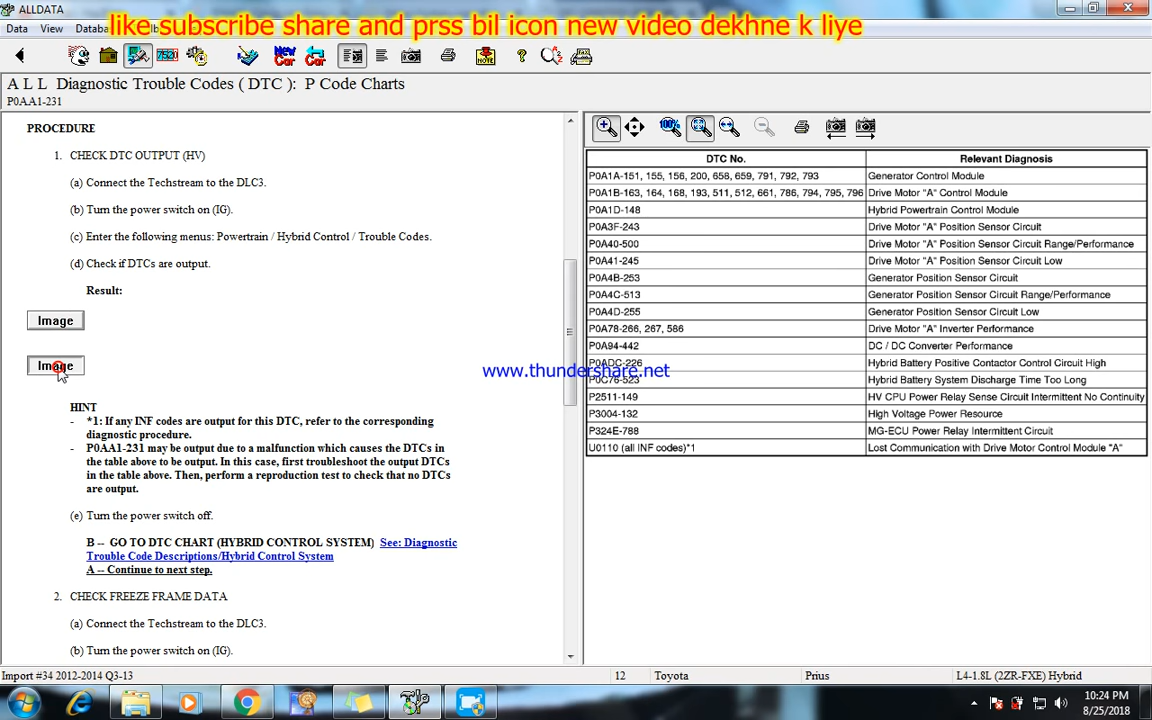 ALLDATA
like subscribe share and prss bil icon new video dekhne k liye
Data View Databa
New Car
Car
A L L Diagnostic Trouble Codes ( DTC ): P Code Charts
P0AA1-231
PROCEDURE
1. CHECK DTC OUTPUT (HV)
(a) Connect the Techstream to the DLC3.
(b) Turn the power switch on (IG).
(c) Enter the following menus: Powertrain / Hybrid Control / Trouble Codes.
(d) Check if DTCs are output.
Result:
Image
Image
HINT
- *1: If any INF codes are output for this DTC, refer to the corresponding
diagnostic procedure.
- P0AA1-231 may be output due to a malfunction which causes the DTCs in
the table above to be output. In this case, first troubleshoot the output DTCs
in the table above. Then, perform a reproduction test to check that no DTCs
are output.
(e) Turn the power switch off.
B -- GO TO DTC CHART (HYBRID CONTROL SYSTEM) See: Diagnostic
Trouble Code Descriptions/Hybrid Control System
A -- Continue to next step.
2. CHECK FREEZE FRAME DATA
(a) Connect the Techstream to the DLC3.
(b) Turn the power switch on (IG).
100%
DTC No. Relevant Diagnosis
P0A1A-151, 155, 156, 200, 658, 659, 791, 792, 793 Generator Control Module
P0A1B-163, 164, 168, 193, 511, 512, 661, 786, 794, 795, 796 Drive Motor "A" Control Module
P0A1D-148 Hybrid Powertrain Control Module
P0A3F-243 Drive Motor "A" Position Sensor Circuit
P0A40-500 Drive Motor "A" Position Sensor Circuit Range/Performance
P0A41-245 Drive Motor "A" Position Sensor Circuit Low
P0A4B-253 Generator Position Sensor Circuit
P0A4C-513 Generator Position Sensor Circuit Range/Performance
P0A4D-255 Generator Position Sensor Circuit Low
P0A78-266, 267, 586 Drive Motor "A" Inverter Performance
P0A94-442 DC / DC Converter Performance
P0ADC-226 Hybrid Battery Positive Contactor Control Circuit High
www.thundershare.net
P0C76-523 Hybrid Battery System Discharge Time Too Long
P2511-149 HV CPU Power Relay Sense Circuit Intermittent No Continuity
P3004-132 High Voltage Power Resource
P324E-788 MG-ECU Power Relay Intermittent Circuit
U0110 (all INF codes)*1 Lost Communication with Drive Motor Control Module "A"
Import #34 2012-2014 Q3-13 12 Toyota Prius L4-1.8L (2ZR-FXE) Hybrid
10:24 PM
8/25/2018